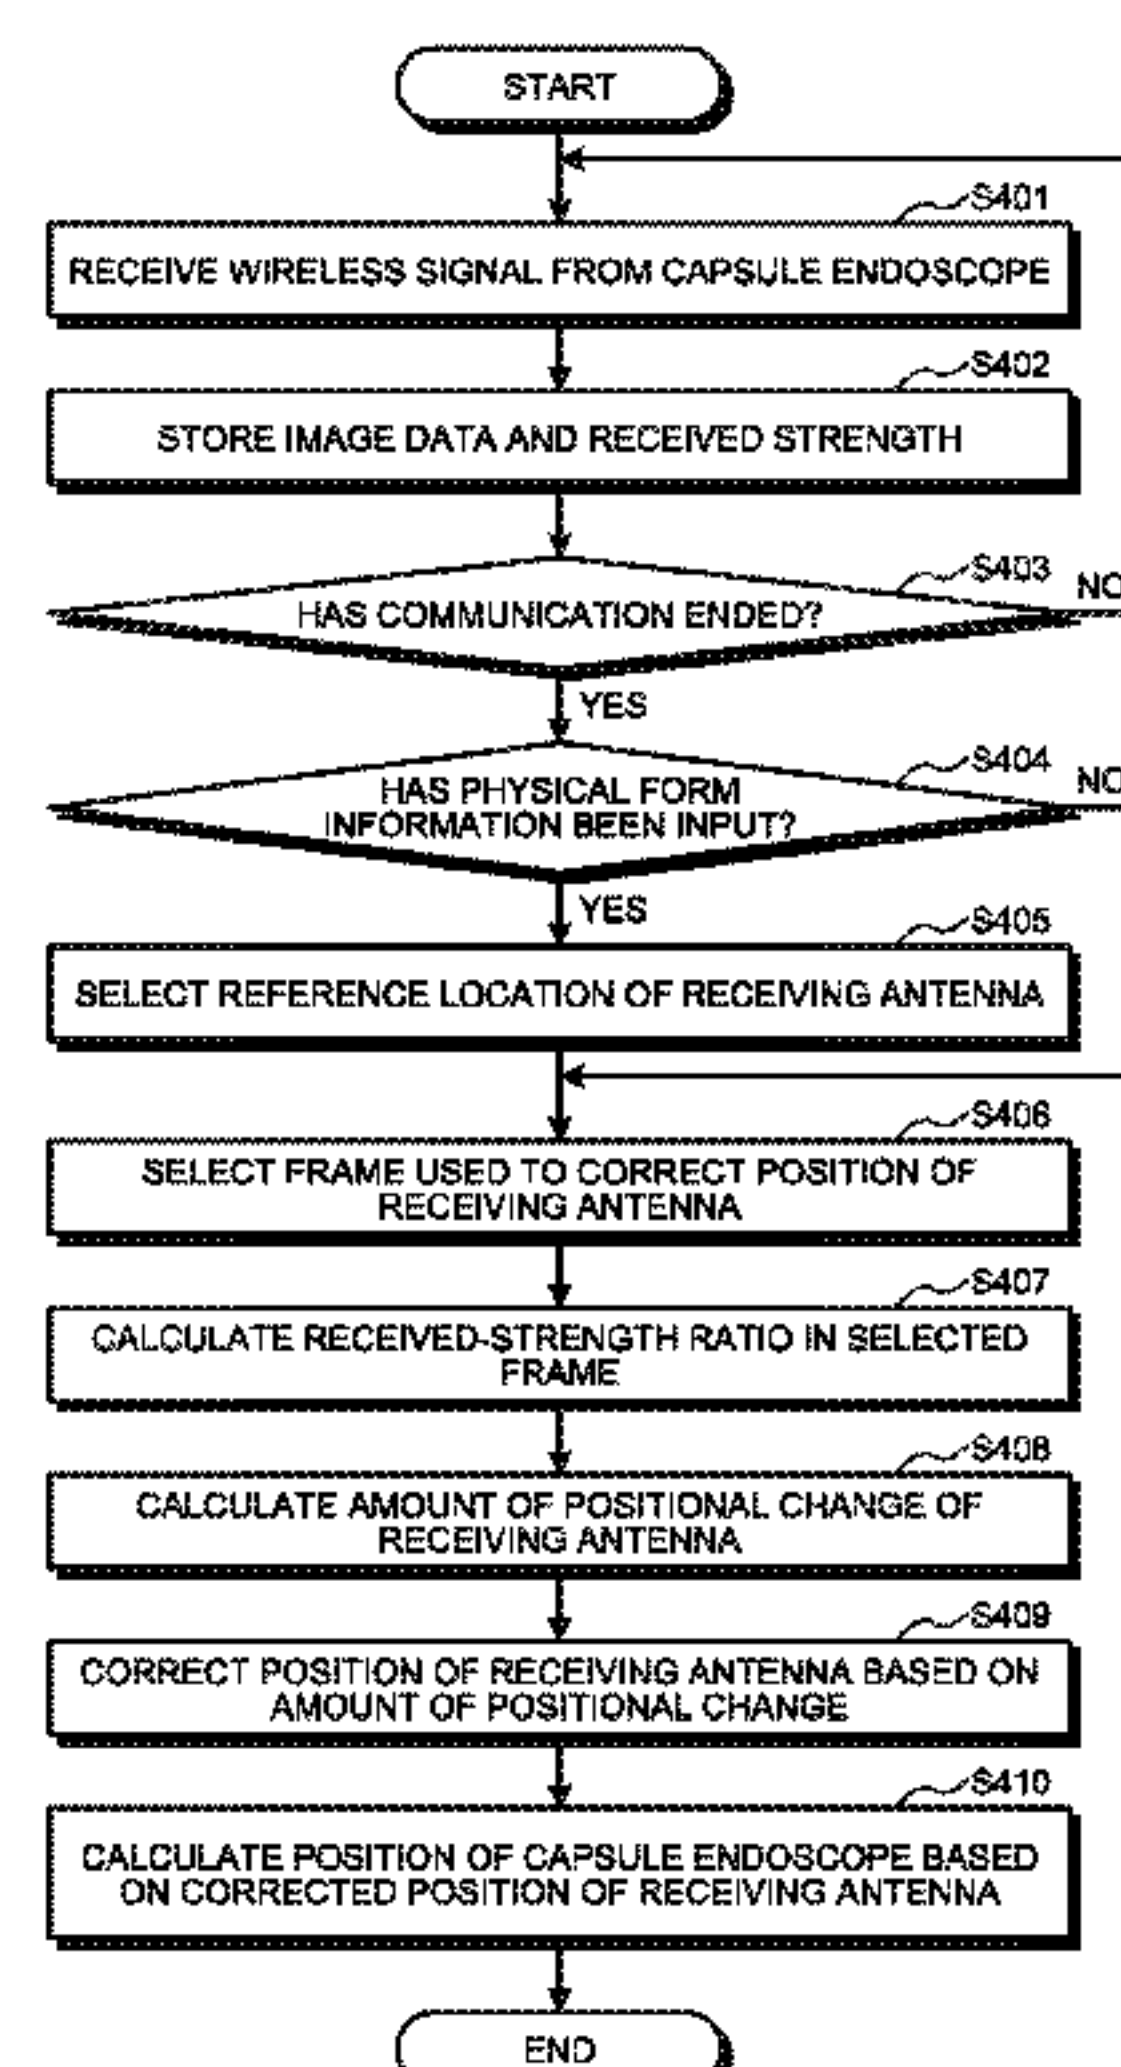 START
S401
RECEIVE WIRELESS SIGNAL FROM CAPSULE ENDOSCOPE
S402
STORE IMAGE DATA AND RECEIVED STRENGTH
S403
NO
HAS COMMUNICATION ENDED?
YES
S404
NO
HAS PHYSICAL FORM
INFORMATION BEEN INPUT?
YES
S405
SELECT REFERENCE LOCATION OF RECEIVING ANTENNA
S406
SELECT FRAME USED TO CORRECT POSITION OF
RECEIVING ANTENNA
S407
CALCULATE RECEIVED-STRENGTH RATIO IN SELECTED
FRAME
S408
CALCULATE AMOUNT OF POSITIONAL CHANGE OF
RECEIVING ANTENNA
S409
CORRECT POSITION OF RECEIVING ANTENNA BASED ON
AMOUNT OF POSITIONAL CHANGE
S410
CALCULATE POSITION OF CAPSULE ENDOSCOPE BASED
ON CORRECTED POSITION OF RECEIVING ANTENNA
END